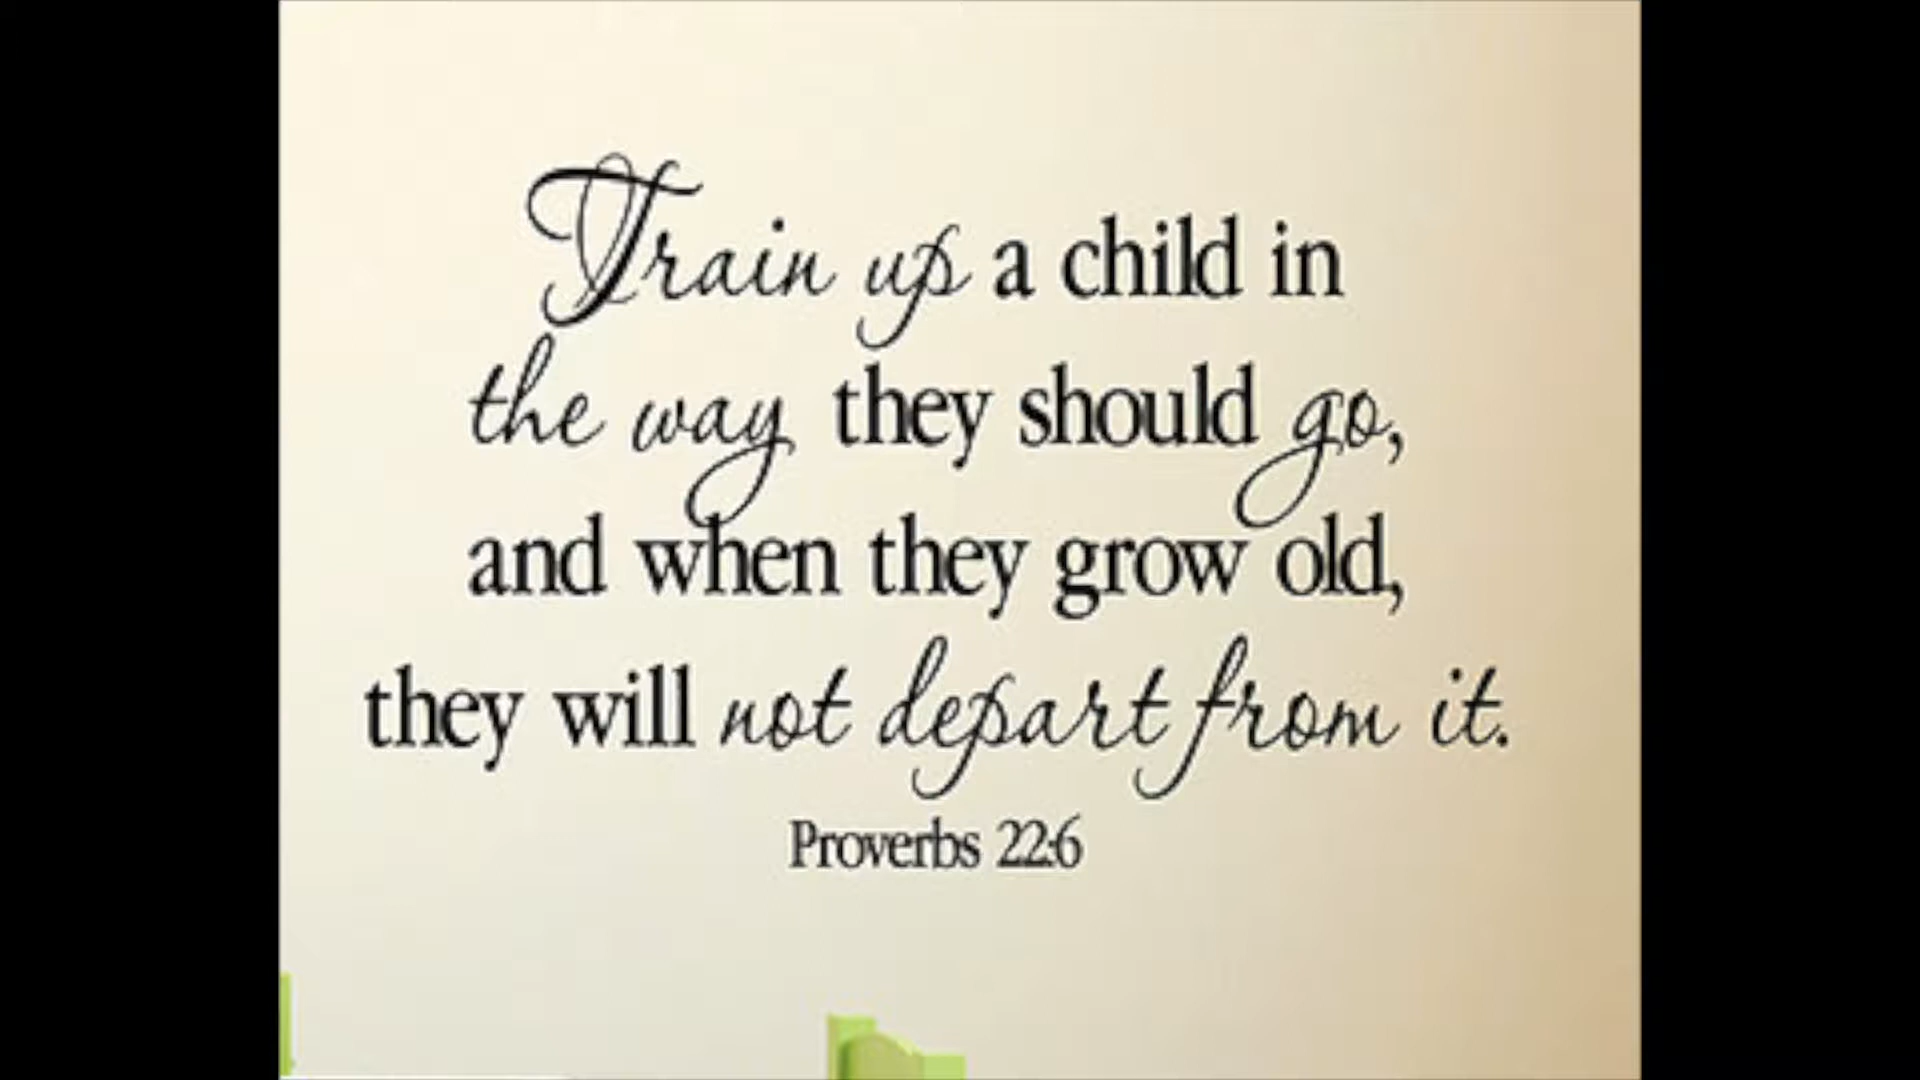 Train up a child in
the way they should go,
and when they grow old,
they will not depart from it.
Proverbs 22:6